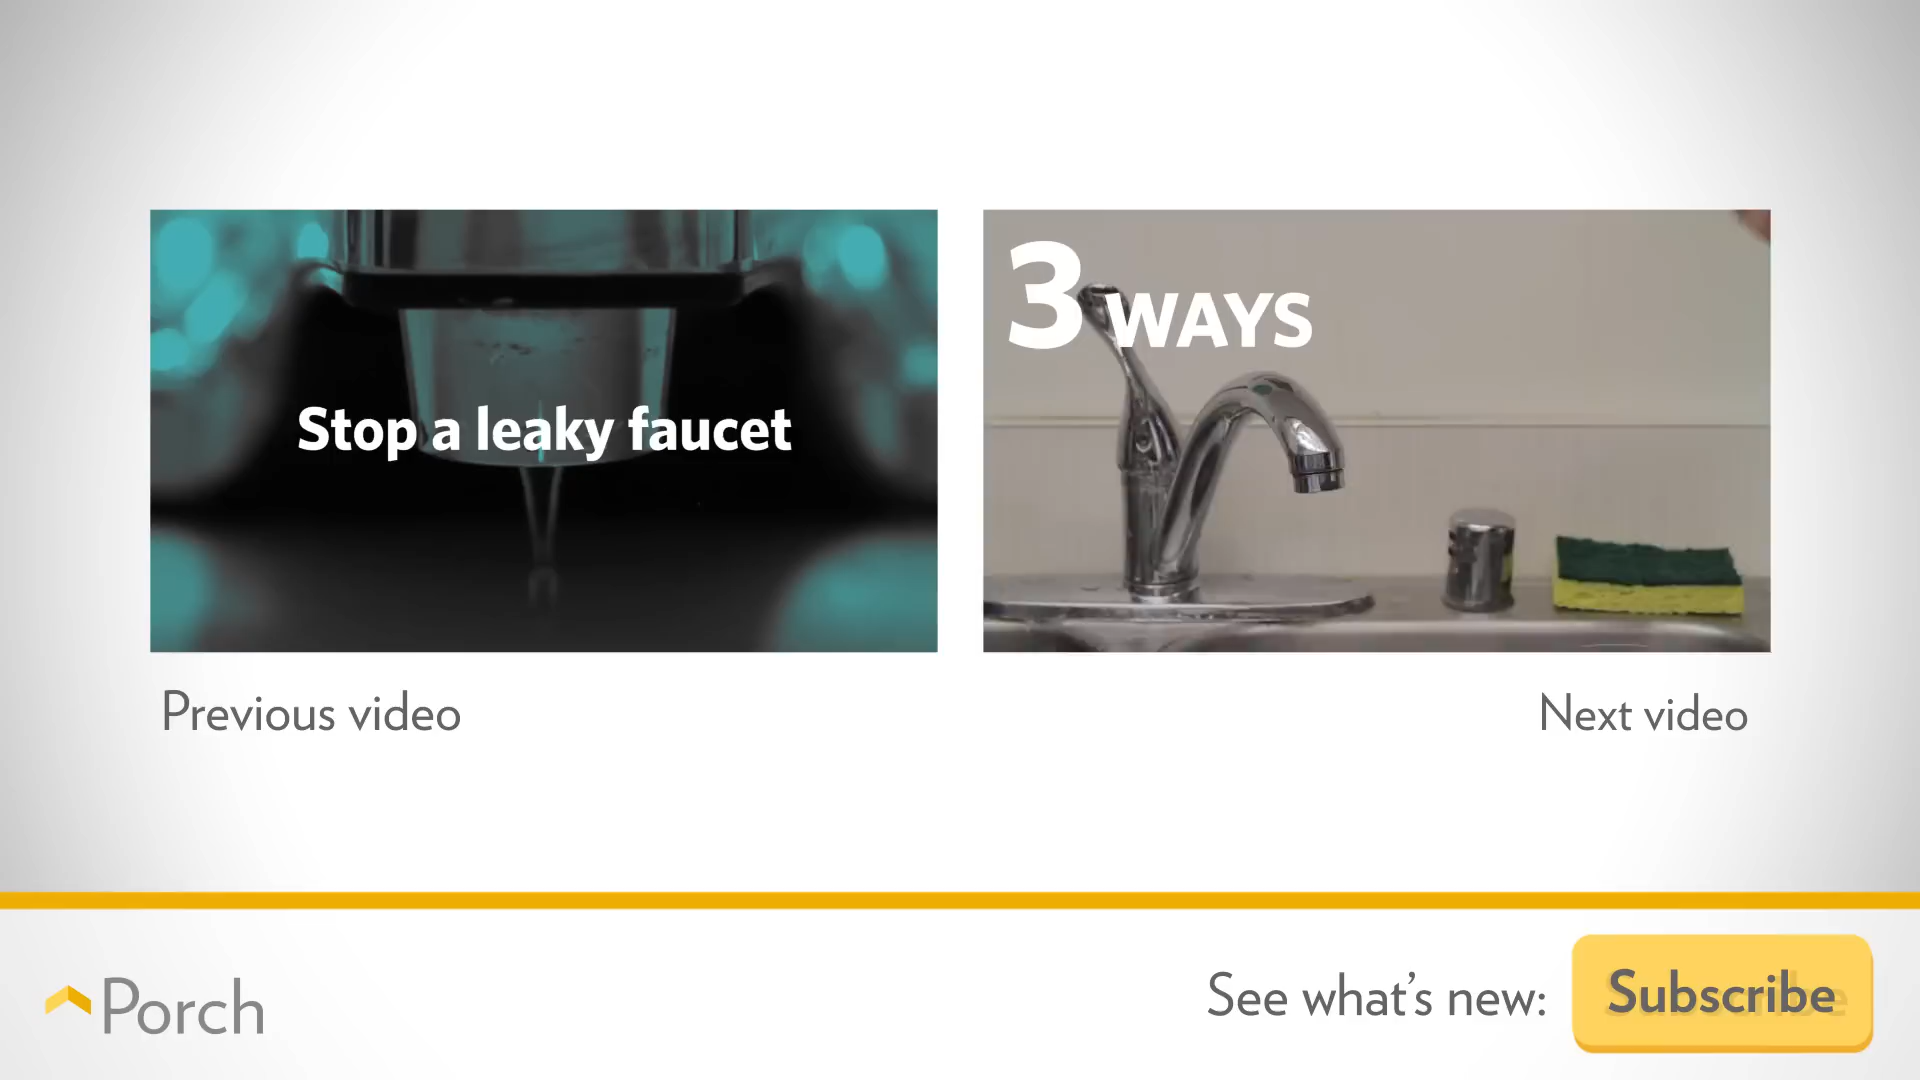 Stop a leaky faucet
3 WAYS
Previous video
Next video
Porch
See what's new:
Subscribe